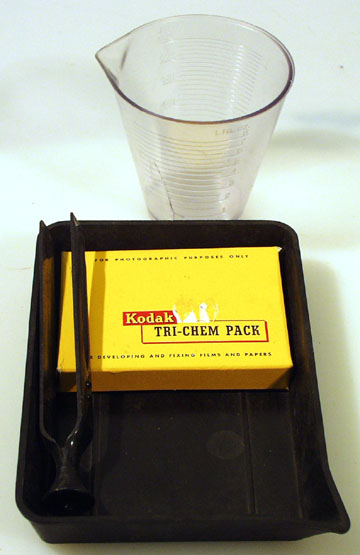 FOR PHOTOGRAPHIC PURPOSES ONLY
Kodak
TRI-CHEM PACK
DEVELOPING AND FIXING FILMS AND PAPERS